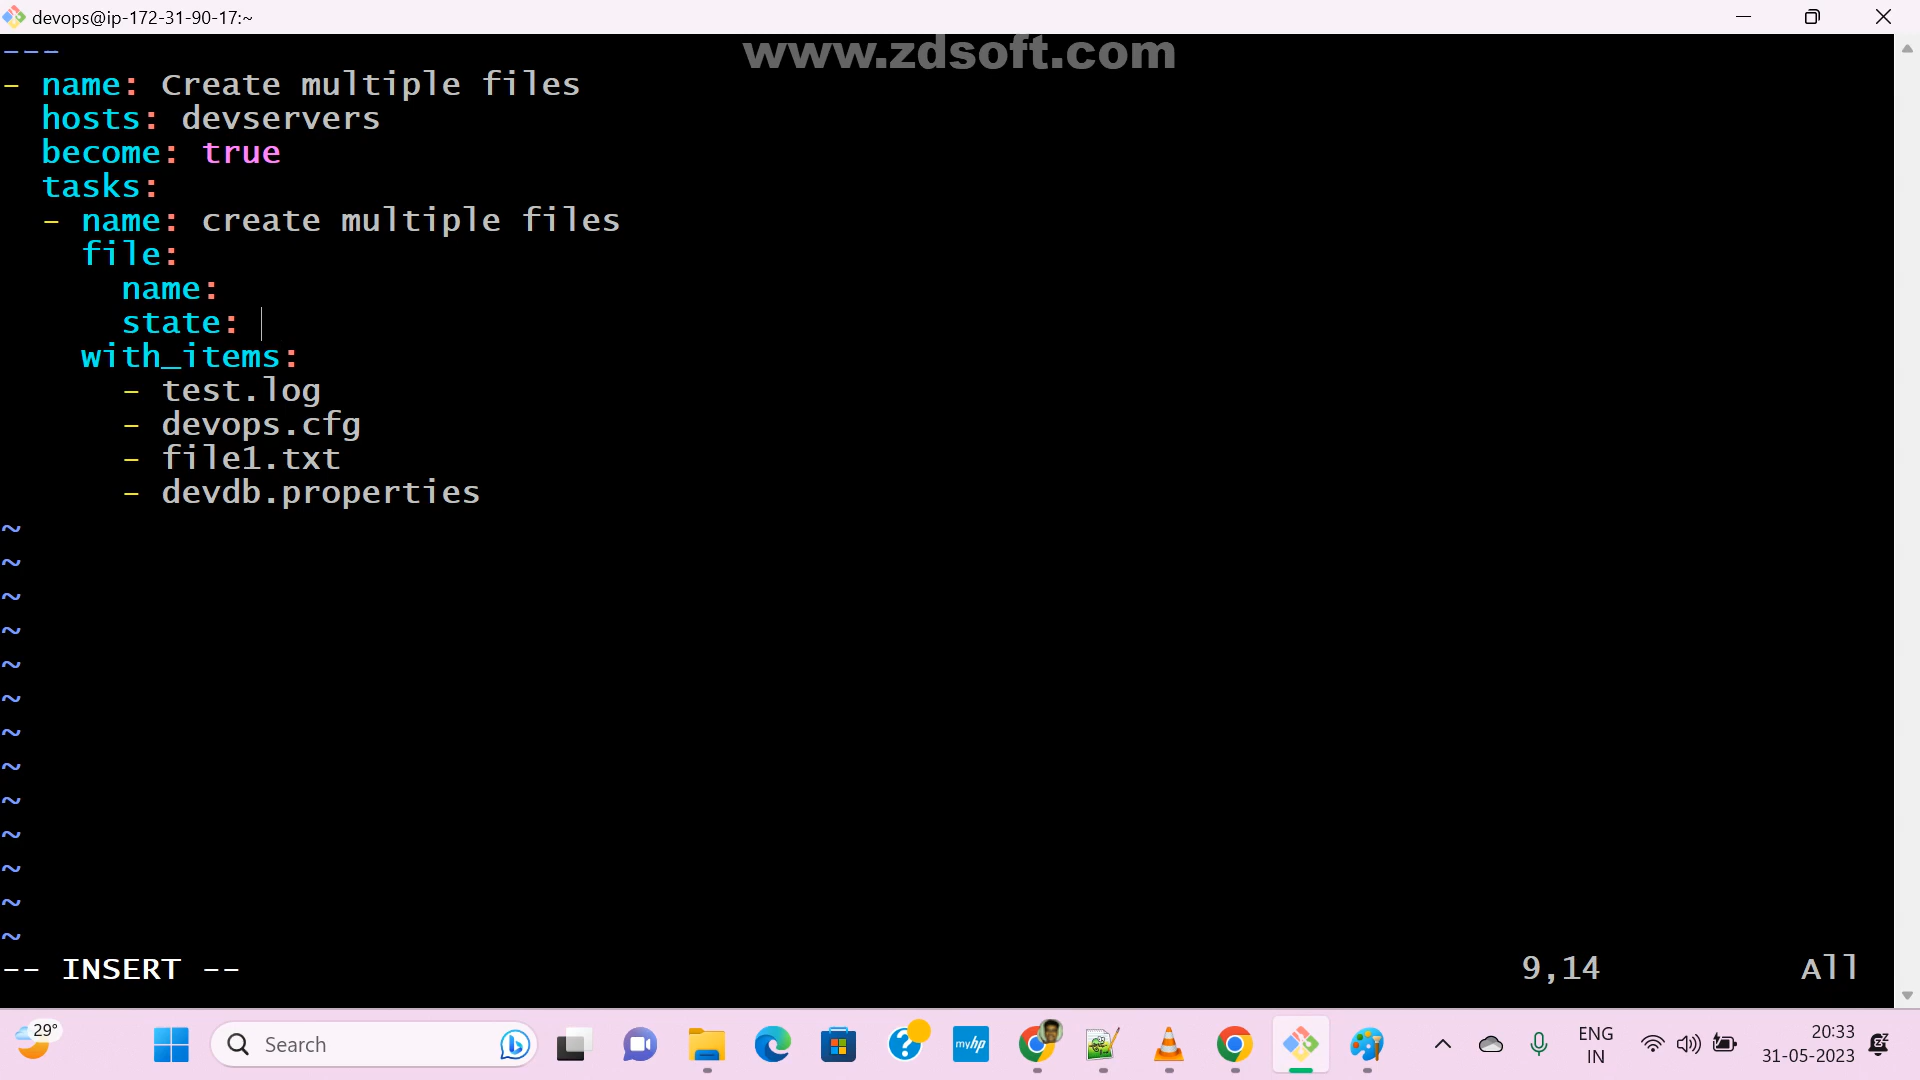 devops@ip-172-31-90-17:~
www.zdsoft.com
---
- name: Create multiple files
  hosts: devservers
  become: true
  tasks:
  - name: create multiple files
    file:
      name:
      state:
    with_items:
      - test.log
      - devops.cfg
      - file1.txt
      - devdb.properties
~
~
~
~
~
~
~
~
~
~
~
~
~
-- INSERT -- 9,14 All
29° Search myhp ENG 20:33
IN 31-05-2023